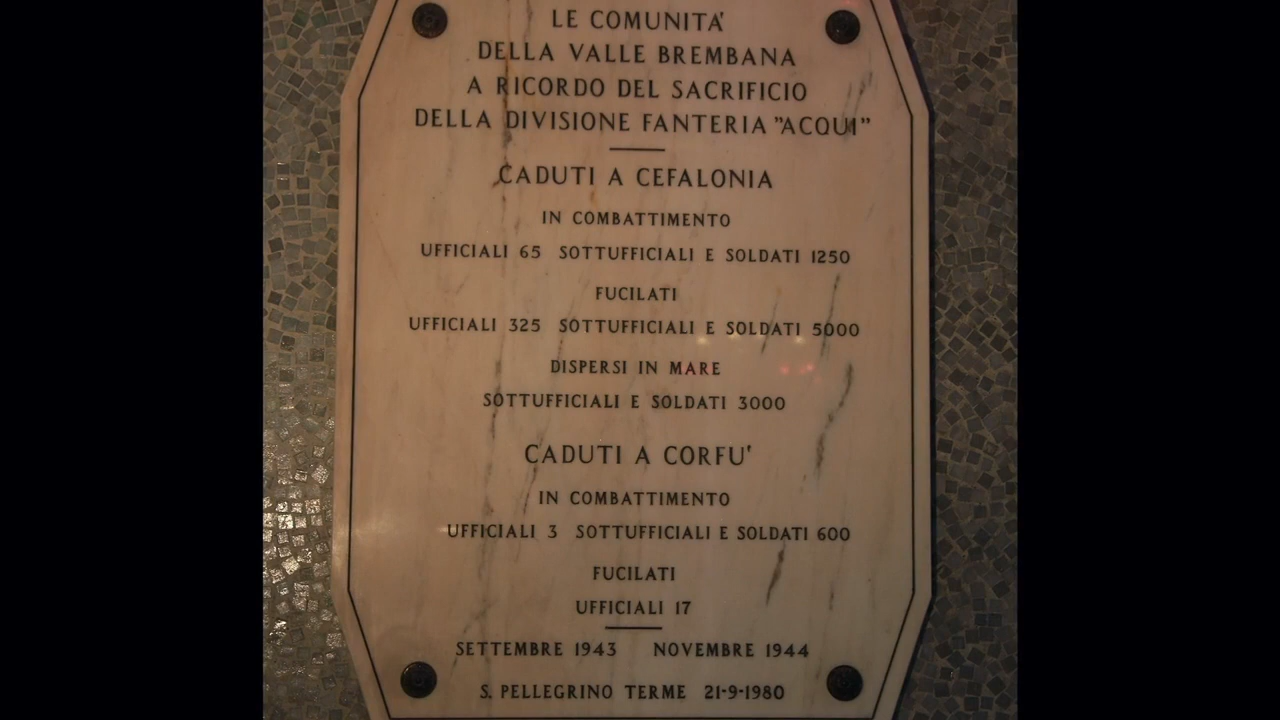 LE COMUNITA'
DELLA VALLE BREMBANA
A RICORDO DEL SACRIFICIO
DELLA DIVISIONE FANTERIA "ACQUI"
CADUTI A CEFALONIA
IN COMBATTIMENTO
UFFICIALI 65 SOTTUFFICIALI E SOLDATI 1250
FUCILATI
UFFICIALI 325 SOTTUFFICIALI E SOLDATI 5000
DISPERSI IN MARE
SOTTUFFICIALI E SOLDATI 3000
CADUTI A CORFU'
IN COMBATTIMENTO
UFFICIALI 3 SOTTUFFICIALI E SOLDATI 600
FUCILATI
UFFICIALI 17
SETTEMBRE 1943 NOVEMBRE 1944
S. PELLEGRINO TERME 21-9-1980